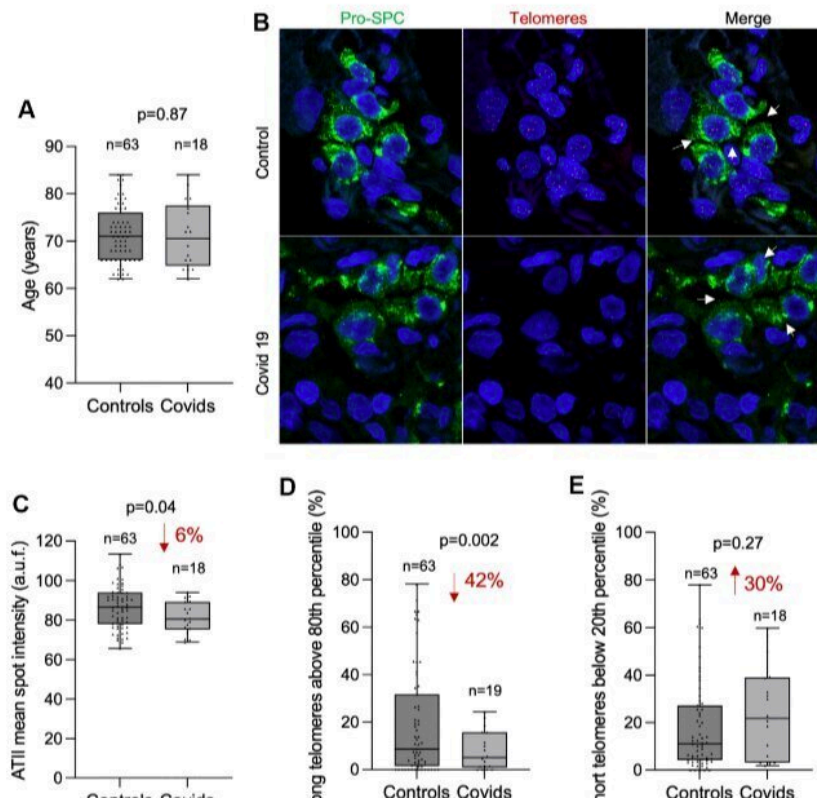 A
p=0.87
n=63 n=18
Age (years)
90
80
70
60
50
40
Controls Covids
B
Pro-SPC Telomeres Merge
Control
Covid 19
C
p=0.04
6%
n=63
n=18
ATII mean spot intensity (a.u.f.)
120
100
80
60
40
20
0
Controls Covids
D
p=0.002
n=63
42%
n=19
telomeres above 80th percentile (%)
100
80
60
40
20
0
Controls Covids
E
p=0.27
n=63
30%
n=18
telomeres below 20th percentile (%)
100
80
60
40
20
0
Controls Covids